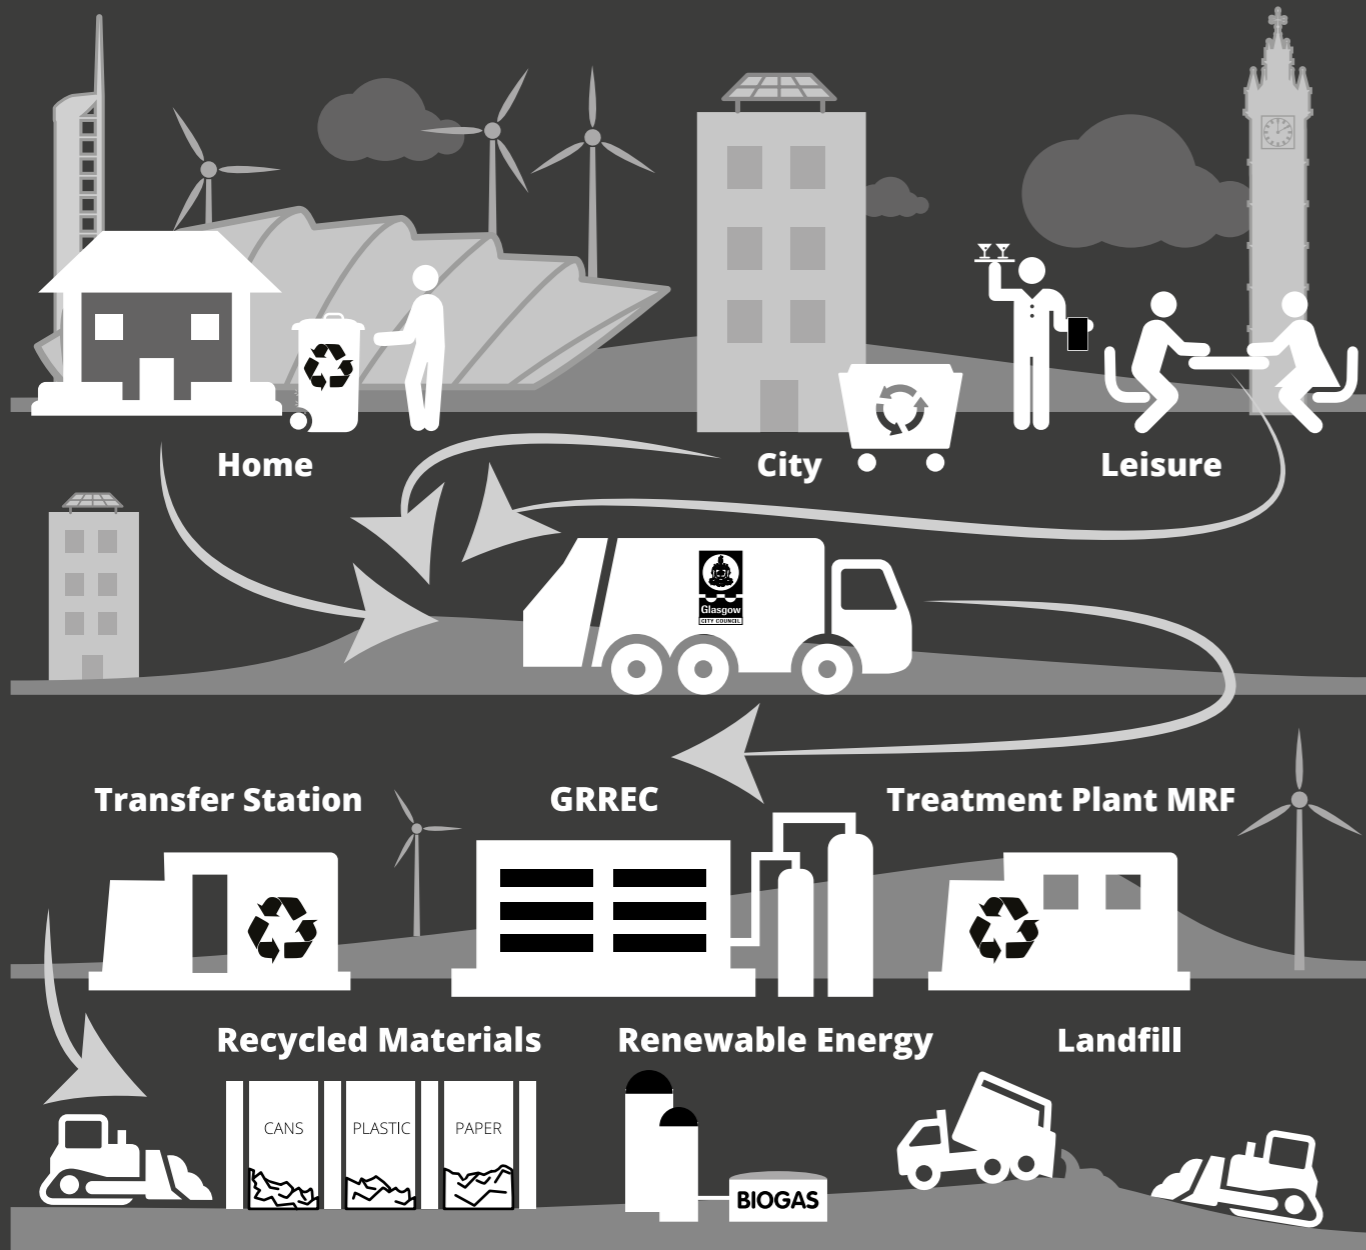 Home
City
Leisure
Glasgow
CITY COUNCIL
Transfer Station
GRREC
Treatment Plant MRF
Recycled Materials
Renewable Energy
Landfill
CANS
PLASTIC
PAPER
BIOGAS